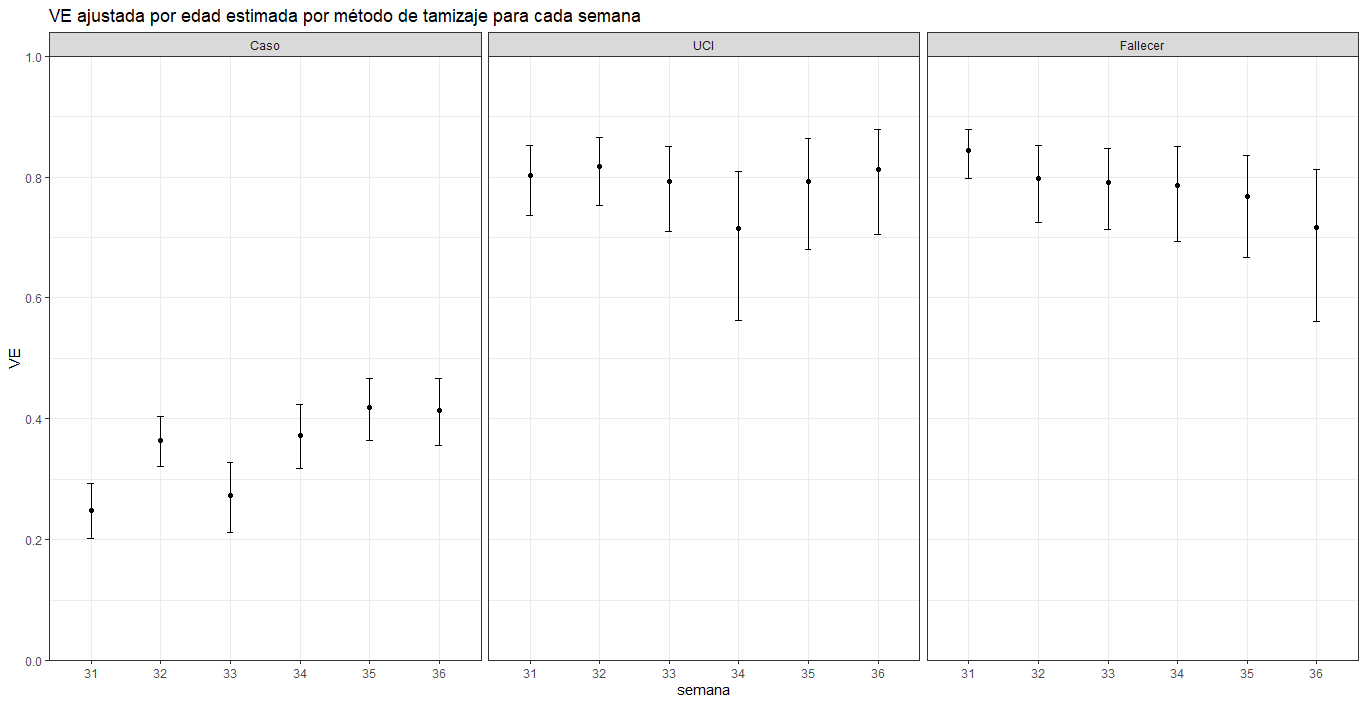 VE ajustada por edad estimada por método de tamizaje para cada semana
Caso UCI Fallecer
1.0
0.8
0.6
0.4
0.2
0.0
VE
31 32 33 34 35 36 31 32 33 34 35 36 31 32 33 34 35 36
semana